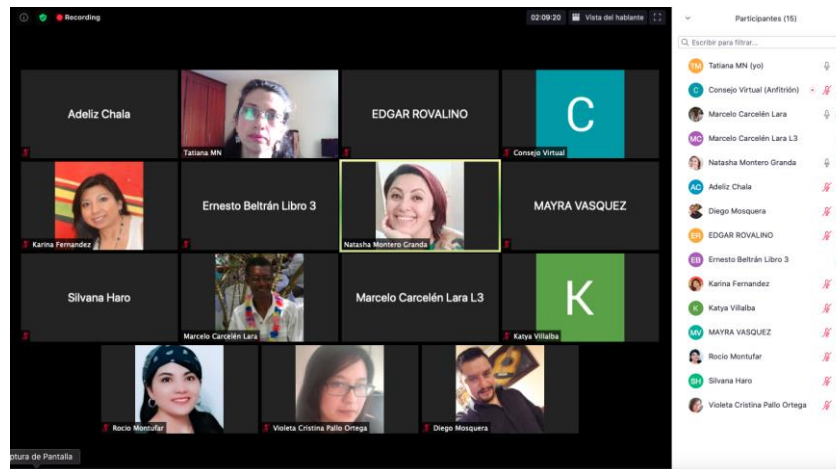 Recording
02:09:20
Vista del hablante
Adeliz Chala
Tatiana MN
EDGAR ROVALINO
C
Consejo Virtual
Karina Fernandez
Ernesto Beltrán Libro 3
Natasha Montero Granda
MAYRA VASQUEZ
Silvana Haro
Marcelo Carcelén Lara
Marcelo Carcelén Lara L3
K
Katya Villalba
Rocio Montufar
Violeta Cristina Pallo Ortega
Diego Mosquera
ptura de Pantalla
Participantes (15)
Escribir para filtrar...
TM Tatiana MN (yo)
C Consejo Virtual (Anfitrión)
Marcelo Carcelén Lara
MC Marcelo Carcelén Lara L3
Natasha Montero Granda
AC Adeliz Chala
Diego Mosquera
ER EDGAR ROVALINO
EB Ernesto Beltrán Libro 3
Karina Fernandez
K Katya Villalba
MV MAYRA VASQUEZ
Rocio Montufar
SH Silvana Haro
Violeta Cristina Pallo Ortega